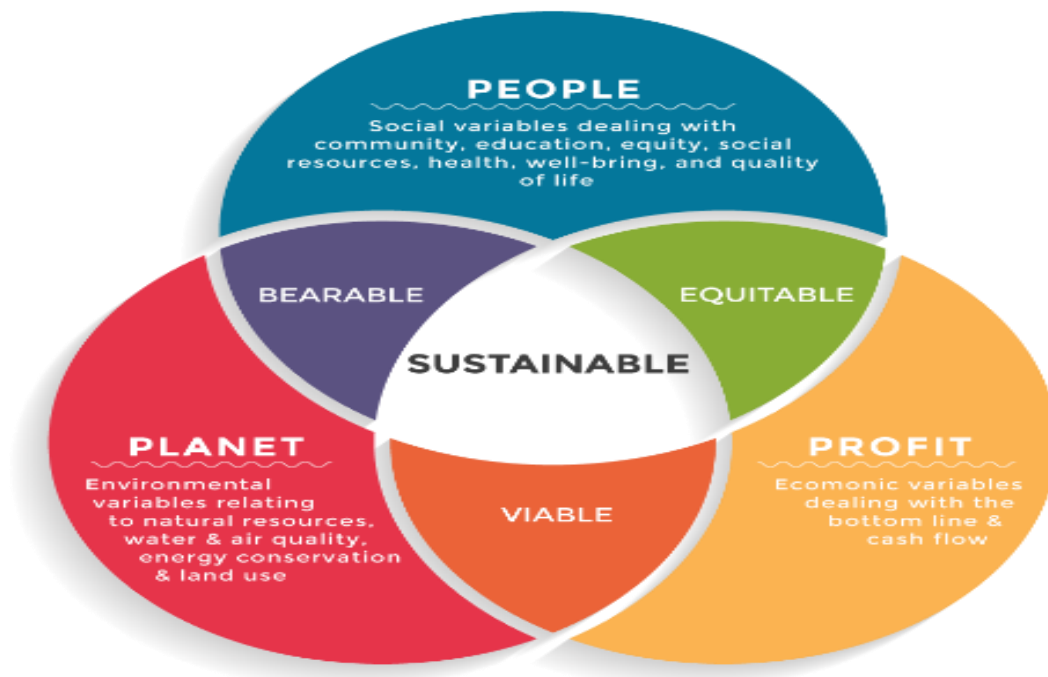 PEOPLE
Social variables dealing with
community, education, equity, social
resources, health, well-bring, and quality
of life
BEARABLE
EQUITABLE
SUSTAINABLE
PLANET
Environmental
variables relating
to natural resources,
water & air quality,
energy conservation
& land use
PROFIT
Ecomonic variables
dealing with the
bottom line &
cash flow
VIABLE